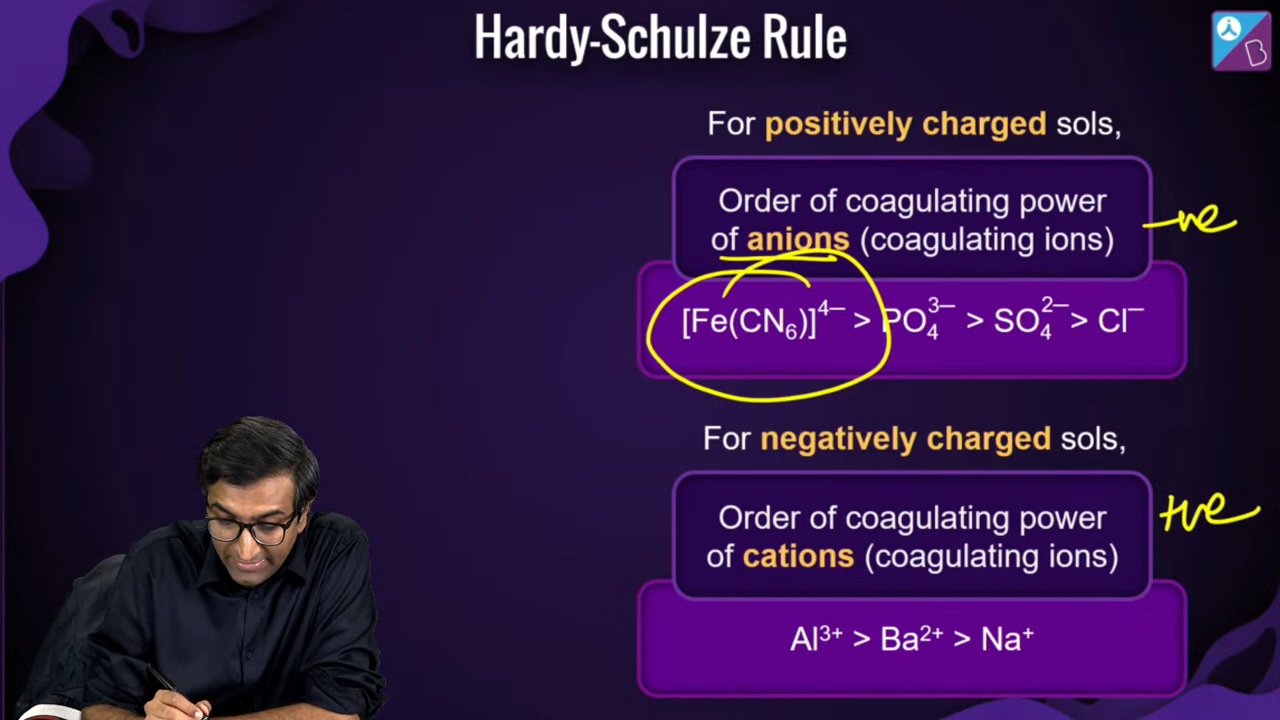 Hardy-Schulze Rule
B
For positively charged sols,
Order of coagulating power
of anions (coagulating ions)
-ve
[Fe(CN₆)]⁴⁻ > PO₄³⁻ > SO₄²⁻ > Cl⁻
For negatively charged sols,
Order of coagulating power
of cations (coagulating ions)
+ve
Al³⁺ > Ba²⁺ > Na⁺